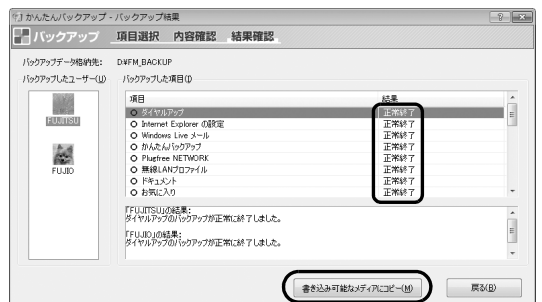 かんたんバックアップ - バックアップ結果
バックアップ 項目選択 内容確認 結果確認
バックアップデータ格納先: D:¥FM_BACKUP
バックアップしたユーザー(U) バックアップした項目(I)
項目 結果
ダイヤルアップ 正常終了
Internet Explorer の設定 正常終了
Windows Live メール 正常終了
かんたんバックアップ 正常終了
Plugfree NETWORK 正常終了
無線LANプロファイル 正常終了
ドキュメント 正常終了
お気に入り 正常終了
FUJITSU
FUJIO
「FUJITSU」の結果:
ダイヤルアップのバックアップが正常に終了しました。
「FUJIO」の結果:
ダイヤルアップのバックアップが正常に終了しました。
書き込み可能なメディアにコピー(M) 戻る(B)